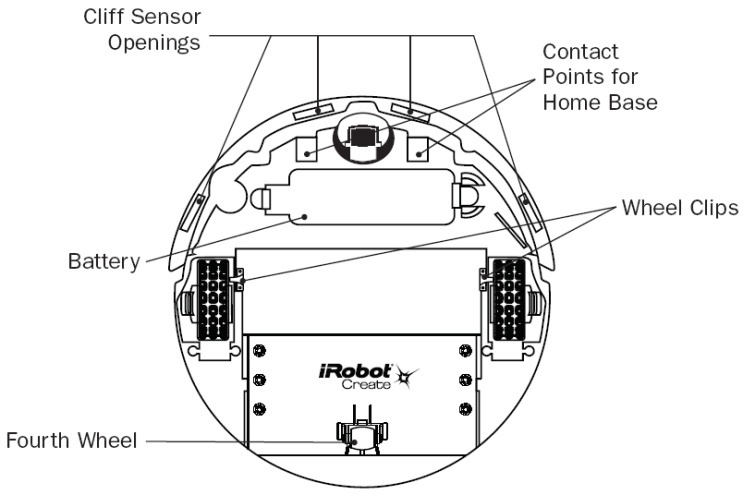 Cliff Sensor
Openings
Contact
Points for
Home Base
Wheel Clips
Battery
iRobot
Create
Fourth Wheel